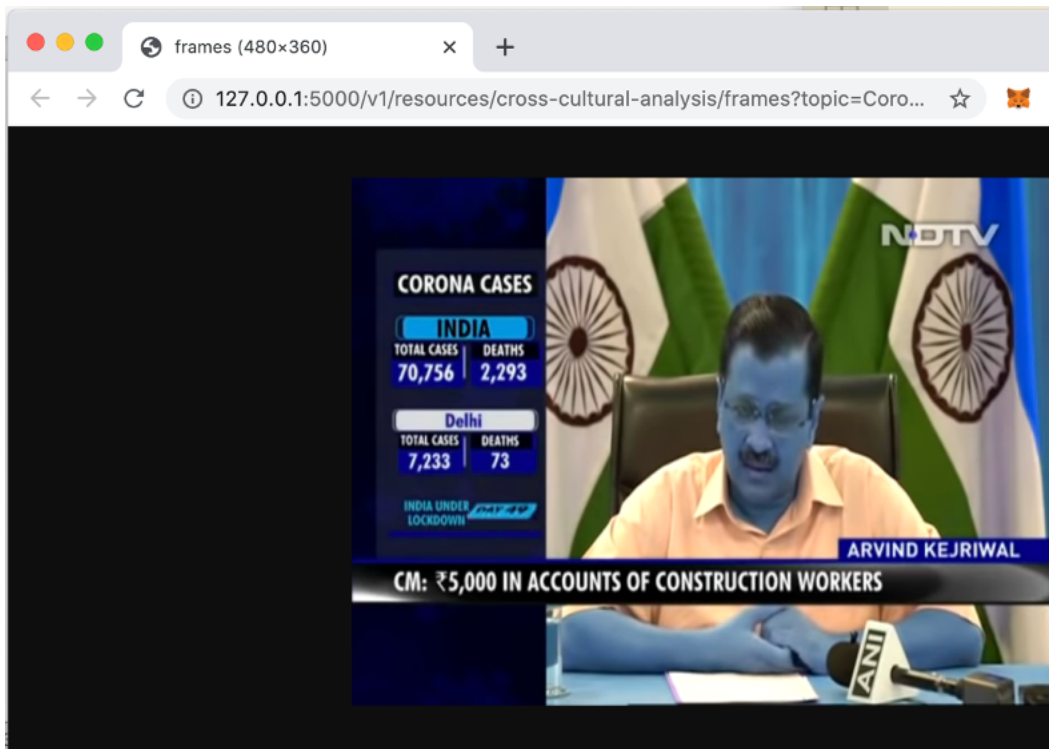 frames (480×360)
127.0.0.1:5000/v1/resources/cross-cultural-analysis/frames?topic=Coro...
NDTV
CORONA CASES
INDIA
TOTAL CASES DEATHS
70,756 2,293
Delhi
TOTAL CASES DEATHS
7,233 73
INDIA UNDER LOCKDOWN DAY 49
ARVIND KEJRIWAL
CM: ₹5,000 IN ACCOUNTS OF CONSTRUCTION WORKERS
ANI